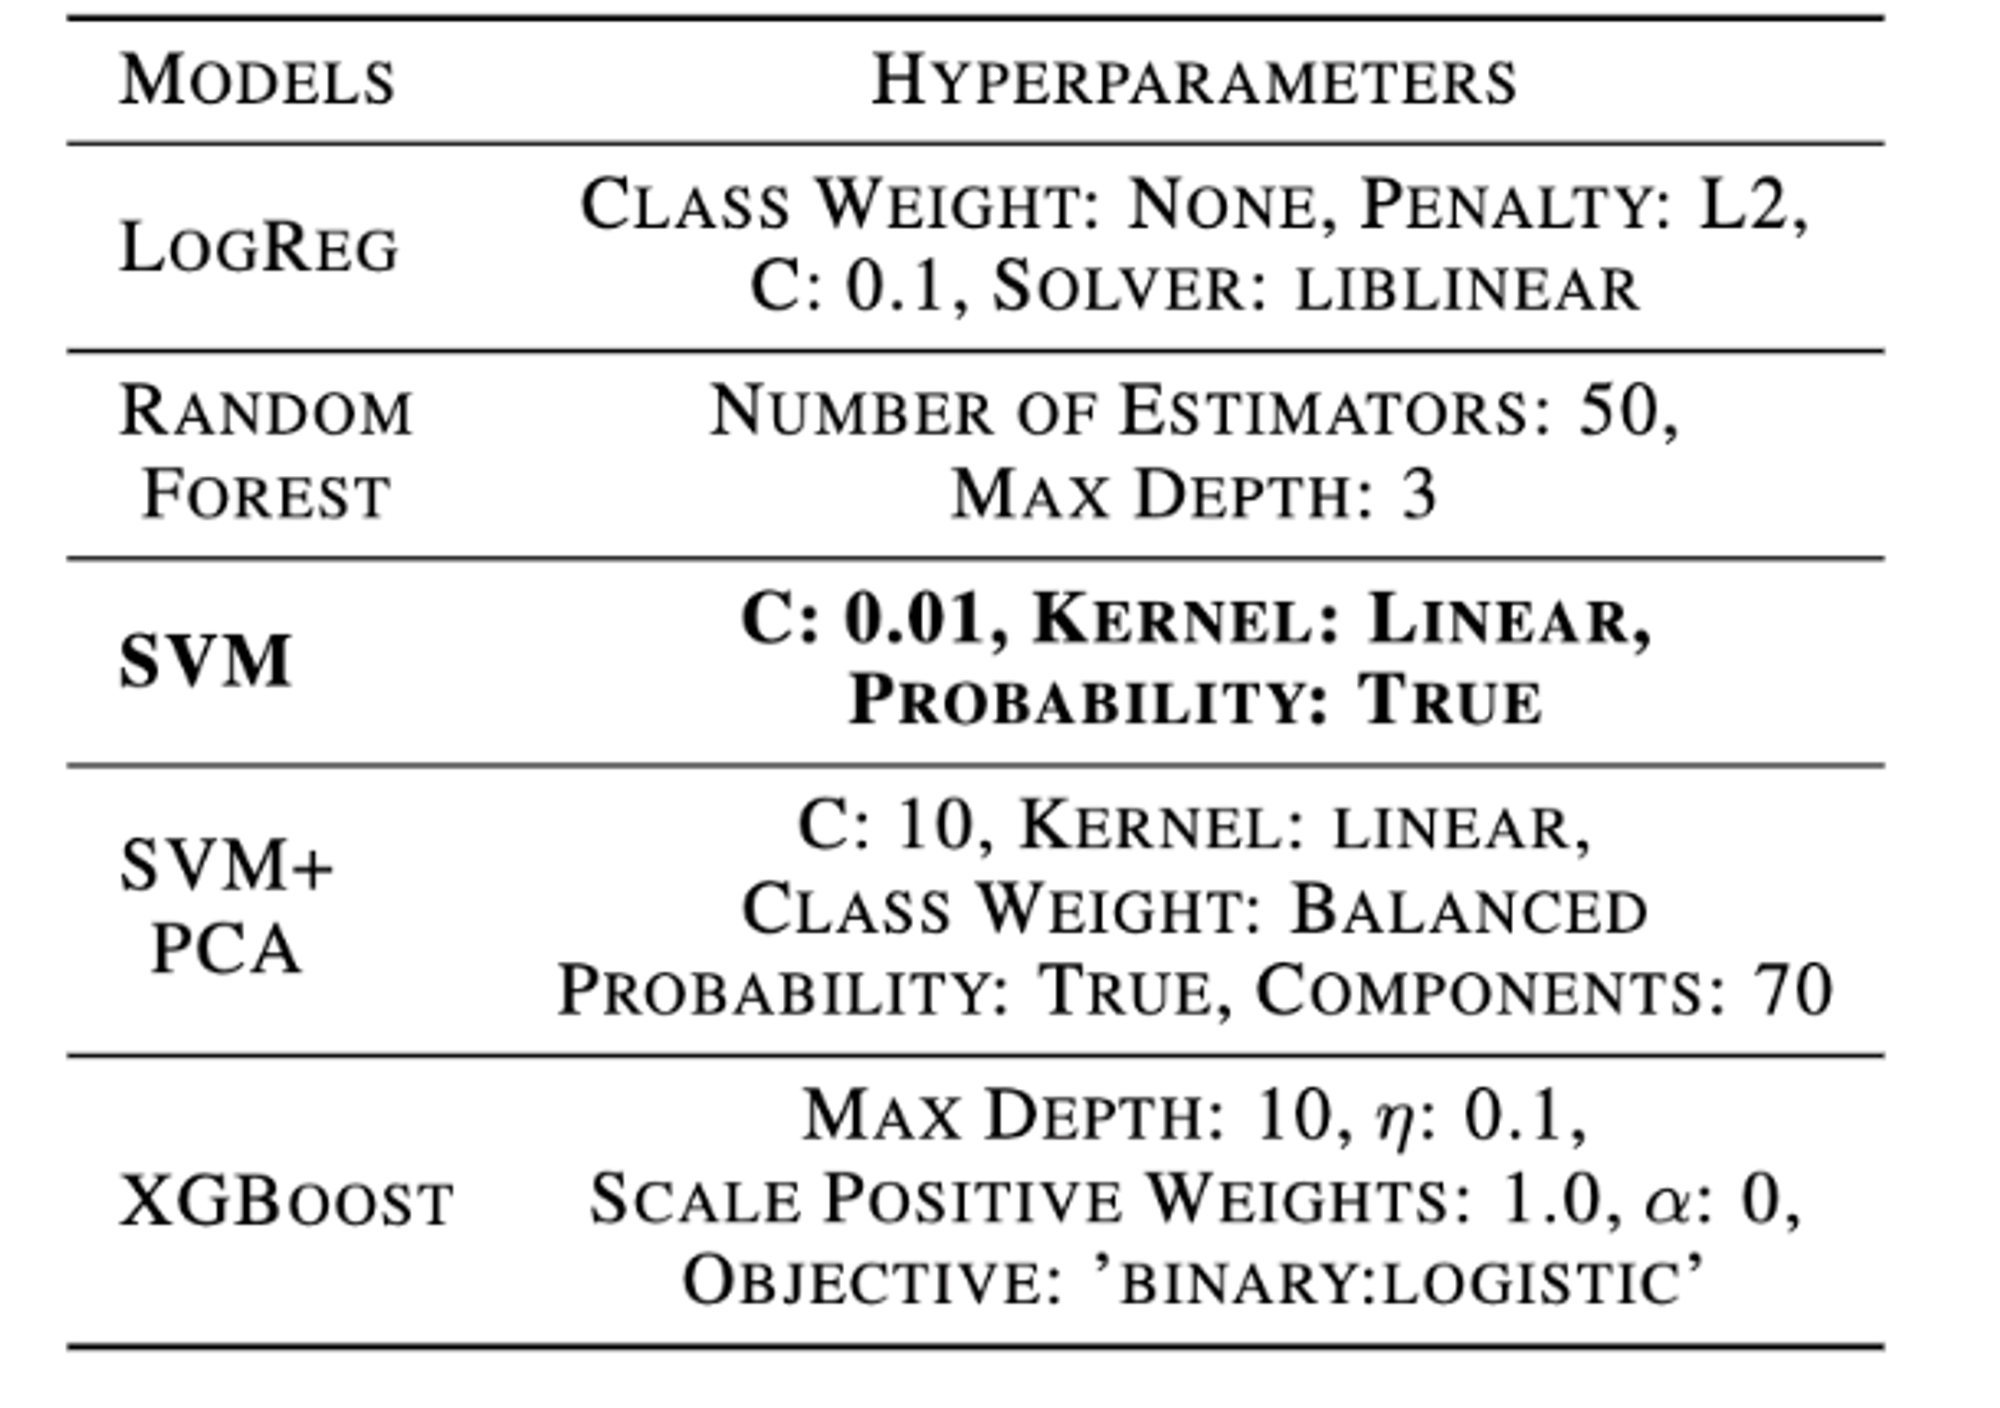 MODELS HYPERPARAMETERS
LOGREG
CLASS WEIGHT: NONE, PENALTY: L2,
C: 0.1, SOLVER: LIBLINEAR
RANDOM
FOREST
NUMBER OF ESTIMATORS: 50,
MAX DEPTH: 3
SVM
C: 0.01, KERNEL: LINEAR,
PROBABILITY: TRUE
SVM+
PCA
C: 10, KERNEL: LINEAR,
CLASS WEIGHT: BALANCED
PROBABILITY: TRUE, COMPONENTS: 70
XGBOOST
MAX DEPTH: 10, η: 0.1,
SCALE POSITIVE WEIGHTS: 1.0, α: 0,
OBJECTIVE: ’BINARY:LOGISTIC’